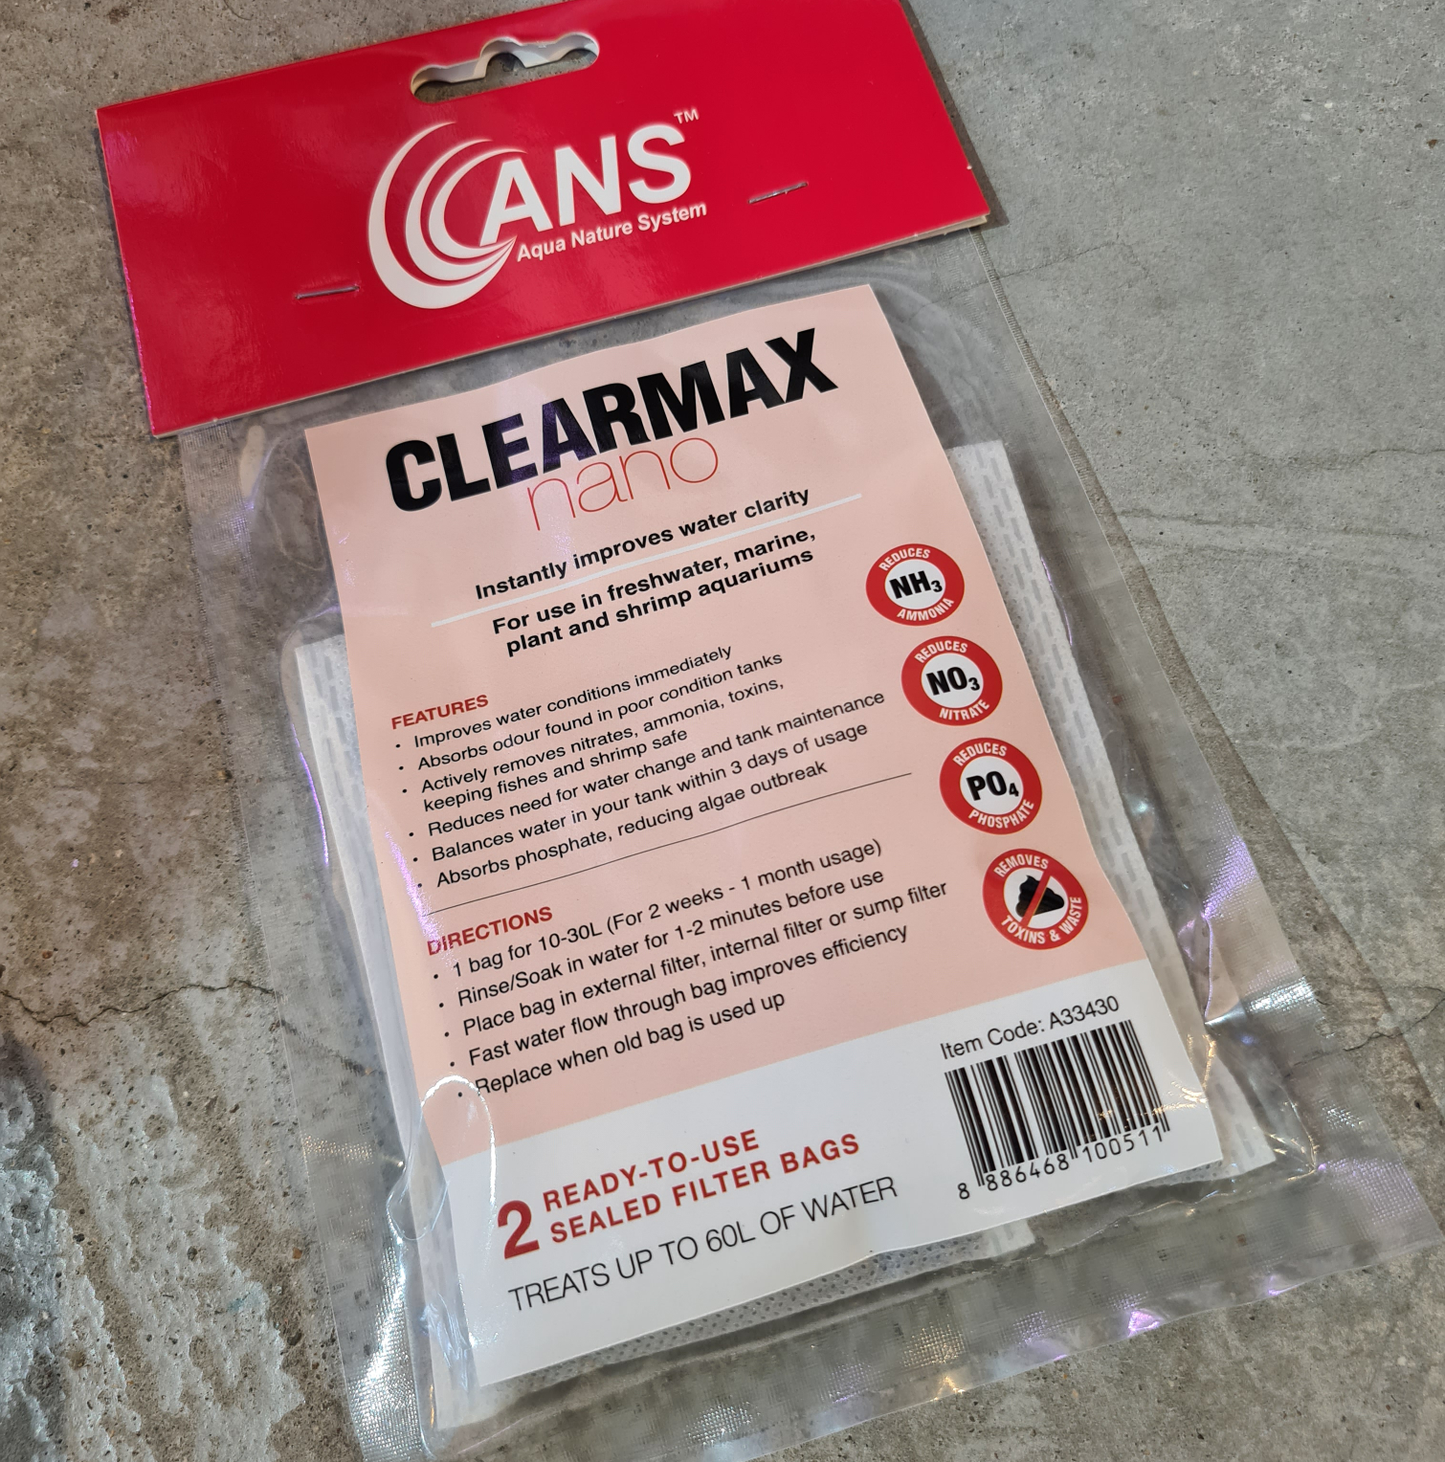 ANS™
Aqua Nature System
CLEARMAX
nano
Instantly improves water clarity
For use in freshwater, marine,
plant and shrimp aquariums
REDUCES
NH₃
AMMONIA
REDUCES
NO₃
NITRATE
REDUCES
PO₄
PHOSPHATE
REMOVES
TOXINS & WASTE
FEATURES
• Improves water conditions immediately
• Absorbs odour found in poor condition tanks
• Actively removes nitrates, ammonia, toxins,
keeping fishes and shrimp safe
• Reduces need for water change and tank maintenance
• Balances water in your tank within 3 days of usage
• Absorbs phosphate, reducing algae outbreak
DIRECTIONS
• 1 bag for 10-30L (For 2 weeks - 1 month usage)
• Rinse/Soak in water for 1-2 minutes before use
• Place bag in external filter, internal filter or sump filter
• Fast water flow through bag improves efficiency
• Replace when old bag is used up
Item Code: A33430
8 886468 100511
2 READY-TO-USE
SEALED FILTER BAGS
TREATS UP TO 60L OF WATER